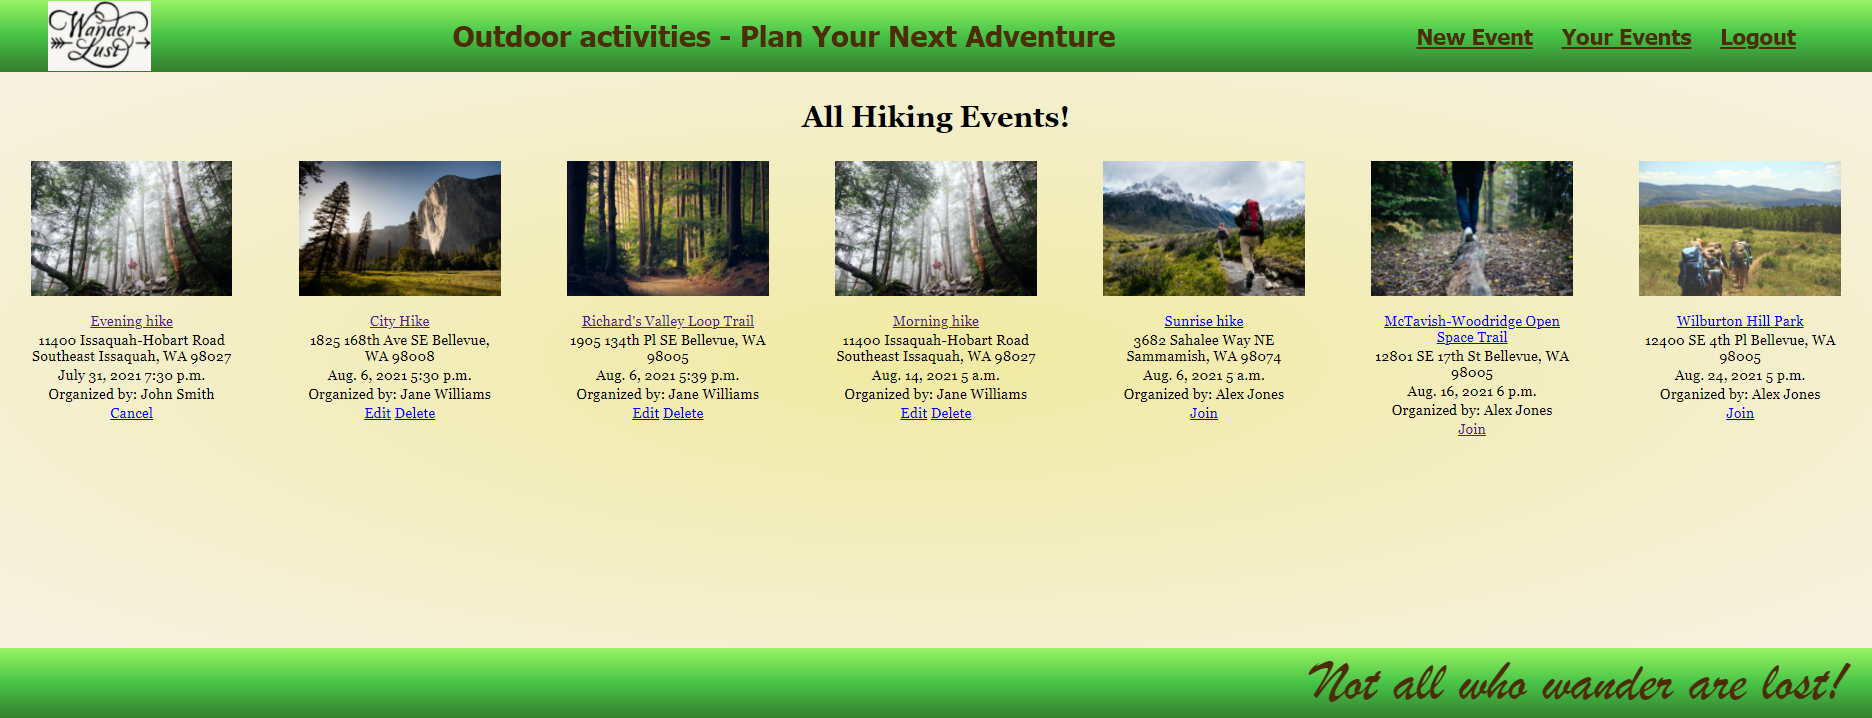 Wander
Lust
Outdoor activities - Plan Your Next Adventure
New Event Your Events Logout
All Hiking Events!
Evening hike
11400 Issaquah-Hobart Road
Southeast Issaquah, WA 98027
July 31, 2021 7:30 p.m.
Organized by: John Smith
Cancel
City Hike
1825 168th Ave SE Bellevue,
WA 98008
Aug. 6, 2021 5:30 p.m.
Organized by: Jane Williams
Edit Delete
Richard's Valley Loop Trail
1905 134th Pl SE Bellevue, WA
98005
Aug. 6, 2021 5:39 p.m.
Organized by: Jane Williams
Edit Delete
Morning hike
11400 Issaquah-Hobart Road
Southeast Issaquah, WA 98027
Aug. 14, 2021 5 a.m.
Organized by: Jane Williams
Edit Delete
Sunrise hike
3682 Sahalee Way NE
Sammamish, WA 98074
Aug. 6, 2021 5 a.m.
Organized by: Alex Jones
Join
McTavish-Woodridge Open
Space Trail
12801 SE 17th St Bellevue, WA
98005
Aug. 16, 2021 6 p.m.
Organized by: Alex Jones
Join
Wilburton Hill Park
12400 SE 4th Pl Bellevue, WA
98005
Aug. 24, 2021 5 p.m.
Organized by: Alex Jones
Join
Not all who wander are lost!